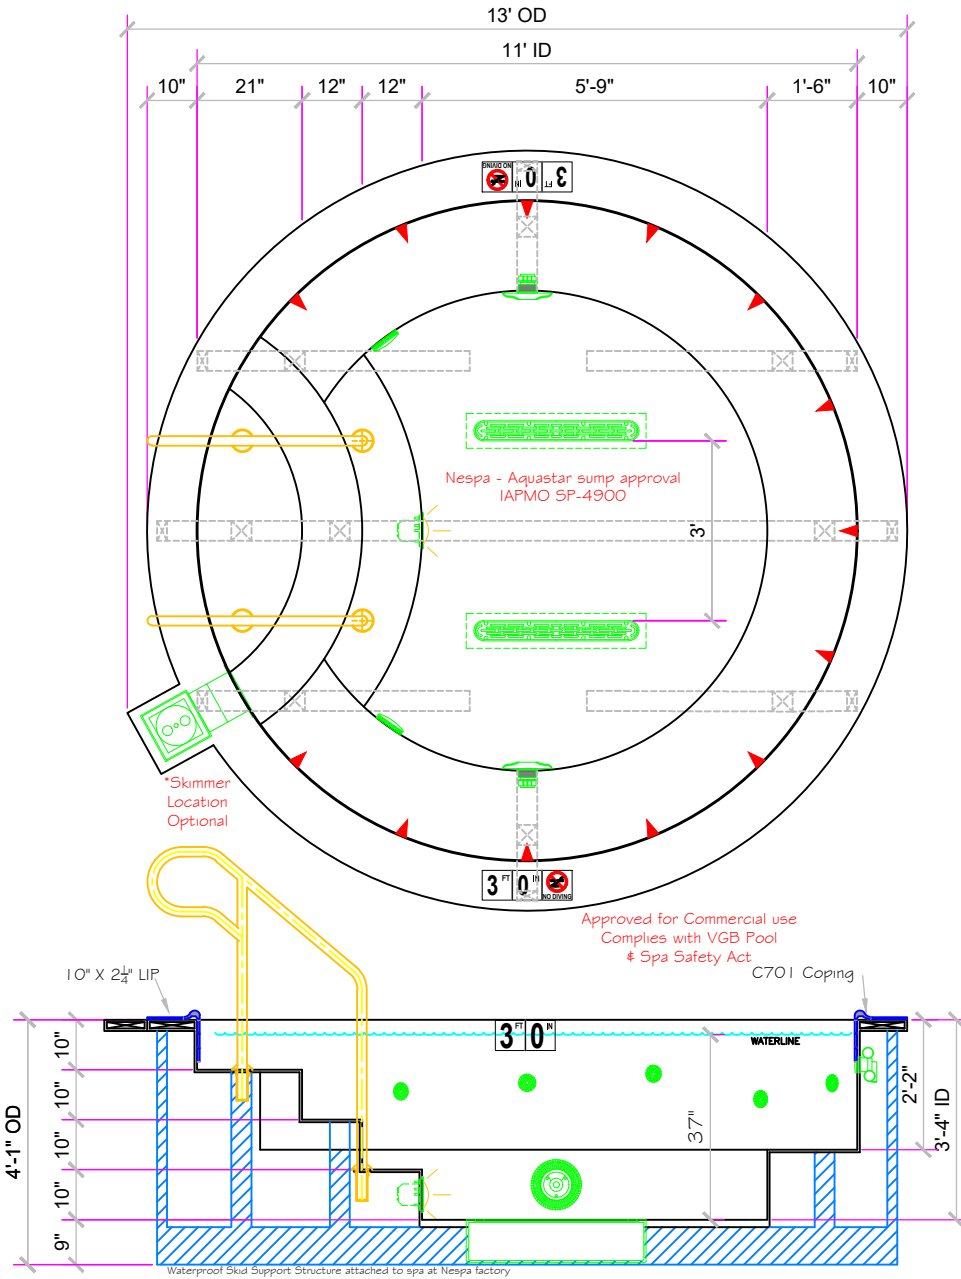 13' OD
11' ID
10" 21" 12" 12" 5'-9" 1'-6" 10"
NO DIVING 0 IN 3 FT
Nespa - Aquastar sump approval
IAPMO SP-4900
3'
*Skimmer
Location
Optional
3 FT 0 IN NO DIVING
Approved for Commercial use
Complies with VGB Pool
& Spa Safety Act
10" X 2¼" LIP
C701 Coping
3 FT 0 IN
WATERLINE
10"
10"
10"
10"
9"
4'-1" OD
37"
2'-2"
3'-4" ID
Waterproof Skid Support Structure attached to spa at Nespa factory